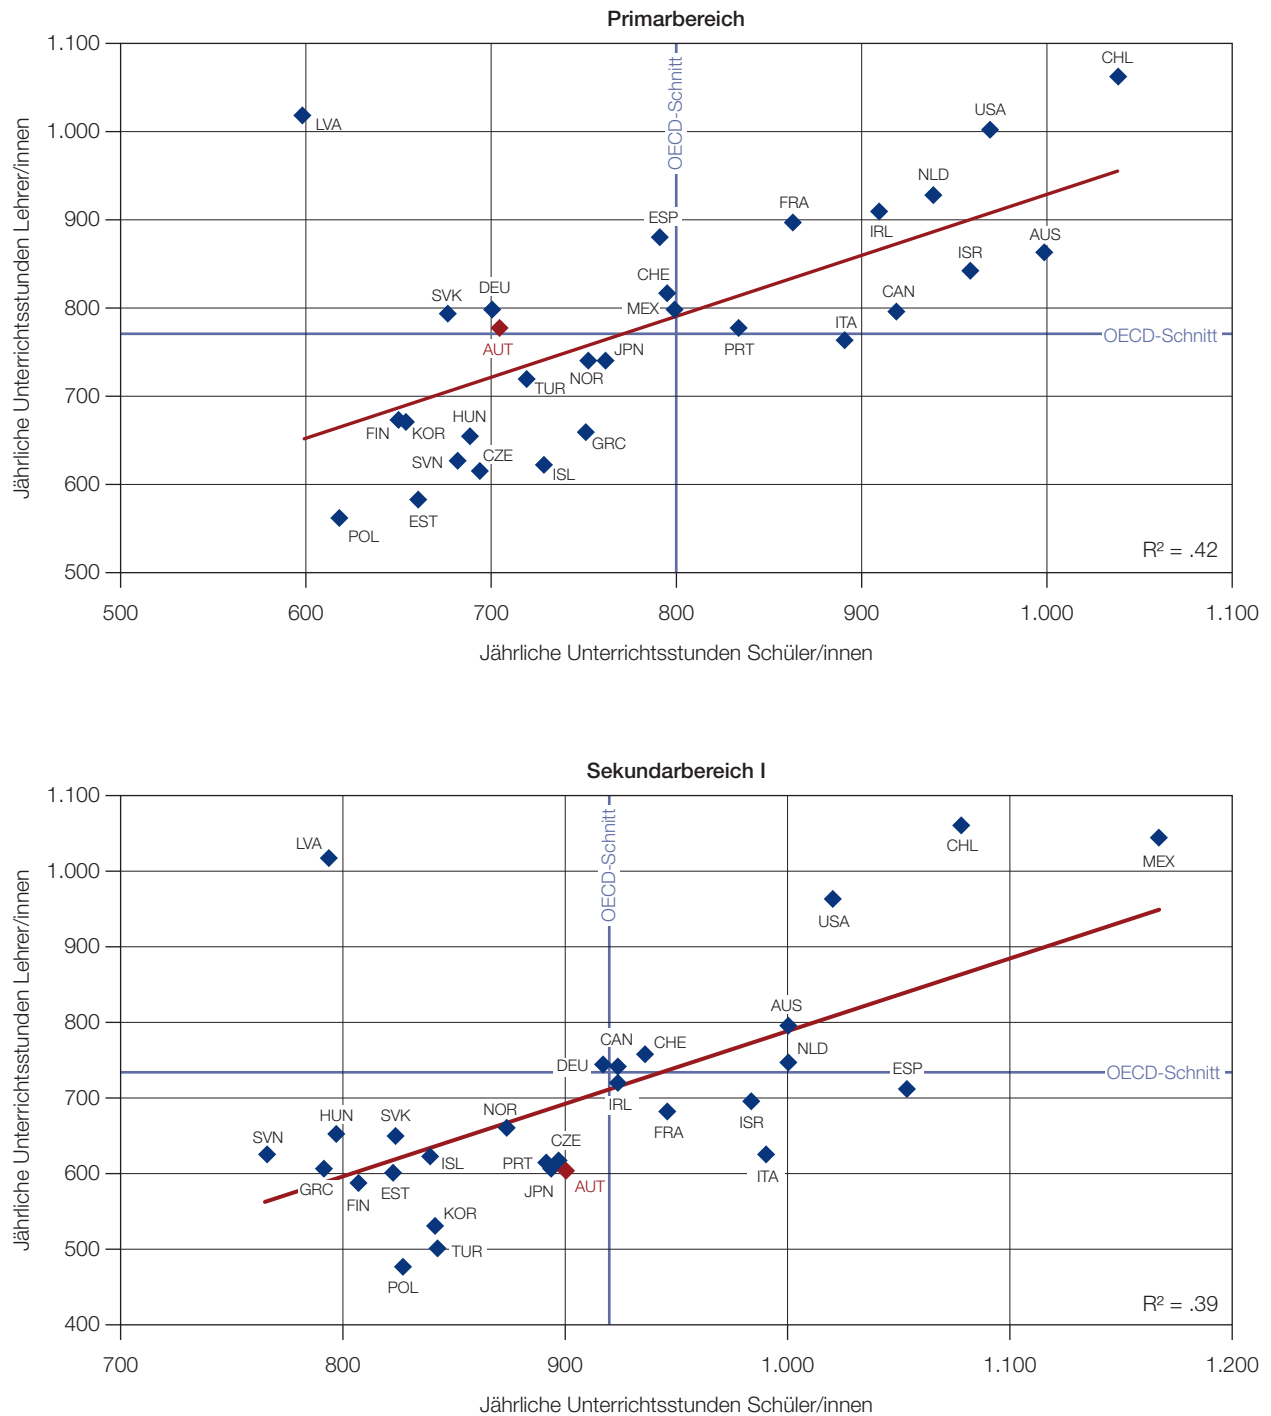 Primarbereich
1.100
1.000
900
800
700
600
500
Jährliche Unterrichtsstunden Lehrer/innen
OECD-Schnitt
CHL
USA
LVA
NLD
FRA
ESP
IRL
AUS
ISR
CHE
CAN
DEU
SVK
MEX
ITA
OECD-Schnitt
AUT
JPN
PRT
NOR
TUR
HUN
FIN
KOR
GRC
CZE
SVN
ISL
EST
POL
R² = .42
500
600
700
800
900
1.000
1.100
Jährliche Unterrichtsstunden Schüler/innen
Sekundarbereich I
1.100
1.000
900
800
700
600
500
400
Jährliche Unterrichtsstunden Lehrer/innen
OECD-Schnitt
LVA
CHL
MEX
USA
AUS
CAN
CHE
NLD
DEU
ESP
OECD-Schnitt
IRL
NOR
HUN
SVK
ISR
FRA
SVN
CZE
PRT
ISL
ITA
GRC
EST
JPN
AUT
FIN
KOR
TUR
POL
R² = .39
700
800
900
1.000
1.100
1.200
Jährliche Unterrichtsstunden Schüler/innen